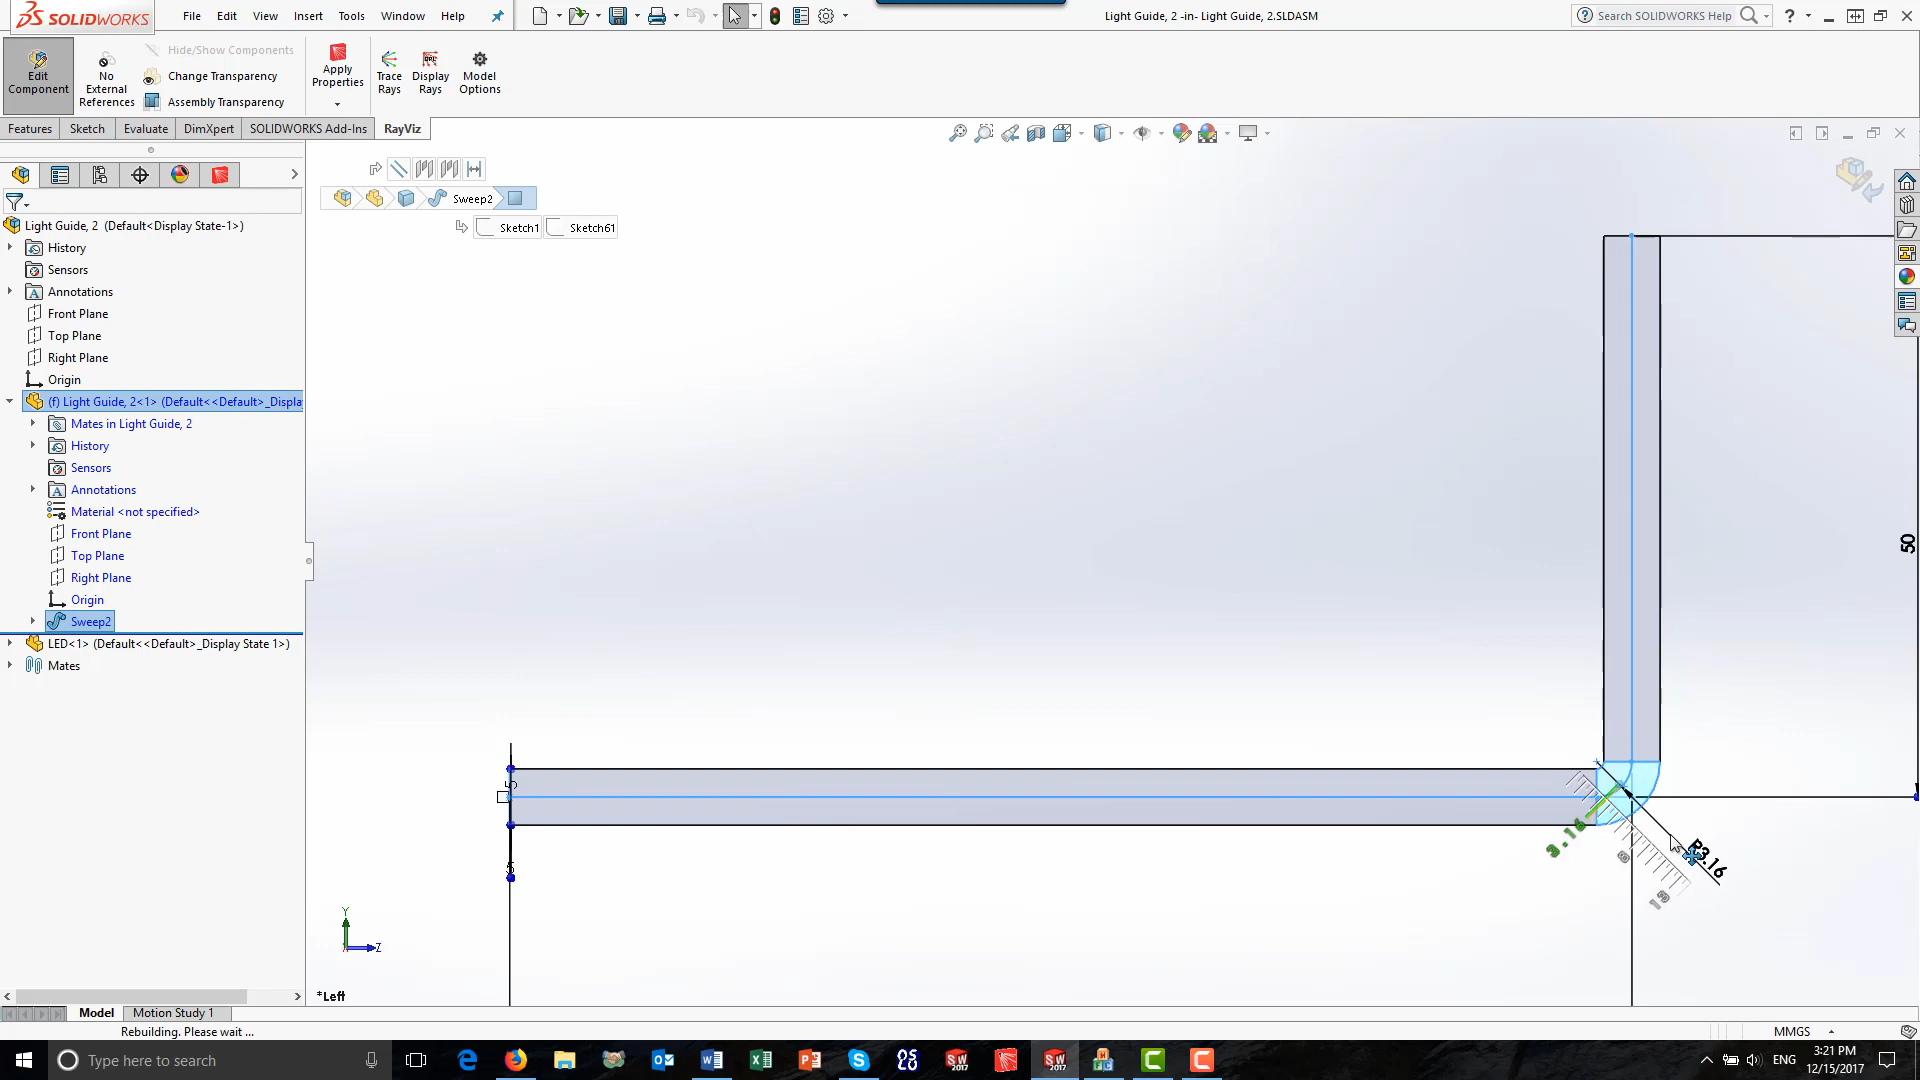 SOLIDWORKS
File Edit View Insert Tools Window Help
Light Guide, 2 -in- Light Guide, 2.SLDASM
Search SOLIDWORKS Help
Edit Component
No External References
Hide/Show Components
Change Transparency
Assembly Transparency
Apply Properties
Trace Rays
Display Rays
Model Options
Features Sketch Evaluate DimXpert SOLIDWORKS Add-Ins RayViz
Sweep2
Sketch1 Sketch61
Light Guide, 2 (Default<Display State-1>)
History
Sensors
Annotations
Front Plane
Top Plane
Right Plane
Origin
(f) Light Guide, 2<1> (Default<<Default>_Displa
Mates in Light Guide, 2
History
Sensors
Annotations
Material <not specified>
Front Plane
Top Plane
Right Plane
Origin
Sweep2
LED<1> (Default<<Default>_Display State 1>)
Mates
50
5
5
3.16
R3.16
Y
Z
*Left
Model Motion Study 1
Rebuilding. Please wait ...
MMGS
Type here to search
ENG
3:21 PM
12/15/2017